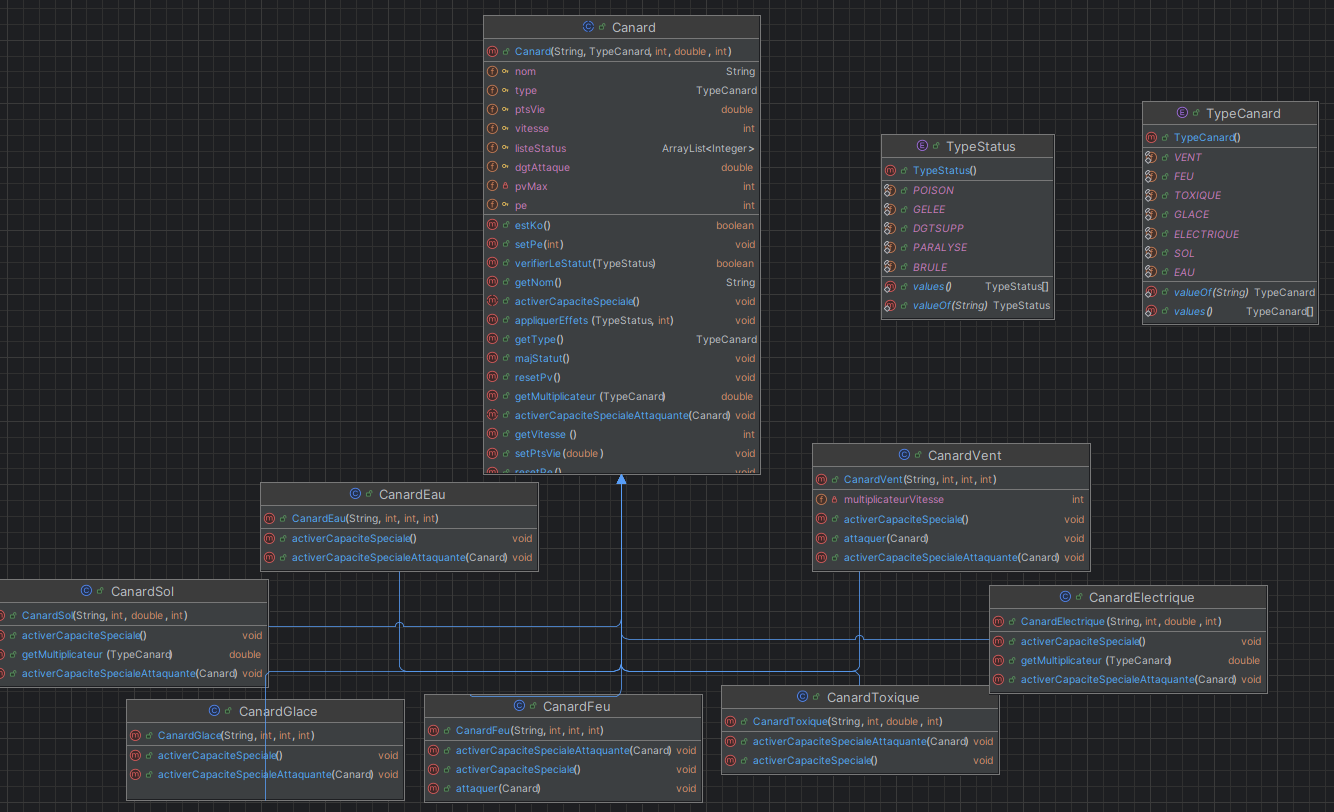 Canard
Canard(String, TypeCanard, int, double, int)
nom String
type TypeCanard
ptsVie double
vitesse int
listeStatus ArrayList<Integer>
dgtAttaque double
pvMax int
pe int
estKo() boolean
setPe(int) void
verifierLeStatut(TypeStatus) boolean
getNom() String
activerCapaciteSpeciale() void
appliquerEffets (TypeStatus, int) void
getType() TypeCanard
majStatut() void
resetPv() void
getMultiplicateur (TypeCanard) double
activerCapaciteSpecialeAttaquante(Canard) void
getVitesse () int
setPtsVie(double) void
resetPe() void
TypeStatus
TypeStatus()
POISON
GELEE
DGTSUPP
PARALYSE
BRULE
values() TypeStatus[]
valueOf(String) TypeStatus
TypeCanard
TypeCanard()
VENT
FEU
TOXIQUE
GLACE
ELECTRIQUE
SOL
EAU
valueOf(String) TypeCanard
values() TypeCanard[]
CanardVent
CanardVent(String, int, int, int)
multiplicateurVitesse int
activerCapaciteSpeciale() void
attaquer(Canard) void
activerCapaciteSpecialeAttaquante(Canard) void
CanardEau
CanardEau(String, int, int, int)
activerCapaciteSpeciale() void
activerCapaciteSpecialeAttaquante(Canard) void
CanardSol
CanardSol(String, int, double, int)
activerCapaciteSpeciale() void
getMultiplicateur (TypeCanard) double
activerCapaciteSpecialeAttaquante(Canard) void
CanardElectrique
CanardElectrique (String, int, double, int)
activerCapaciteSpeciale() void
getMultiplicateur (TypeCanard) double
activerCapaciteSpecialeAttaquante(Canard) void
CanardGlace
CanardGlace(String, int, int, int)
activerCapaciteSpeciale() void
activerCapaciteSpecialeAttaquante(Canard) void
CanardFeu
CanardFeu(String, int, int, int)
activerCapaciteSpecialeAttaquante(Canard) void
activerCapaciteSpeciale() void
attaquer(Canard) void
CanardToxique
CanardToxique(String, int, double, int)
activerCapaciteSpecialeAttaquante(Canard) void
activerCapaciteSpeciale() void